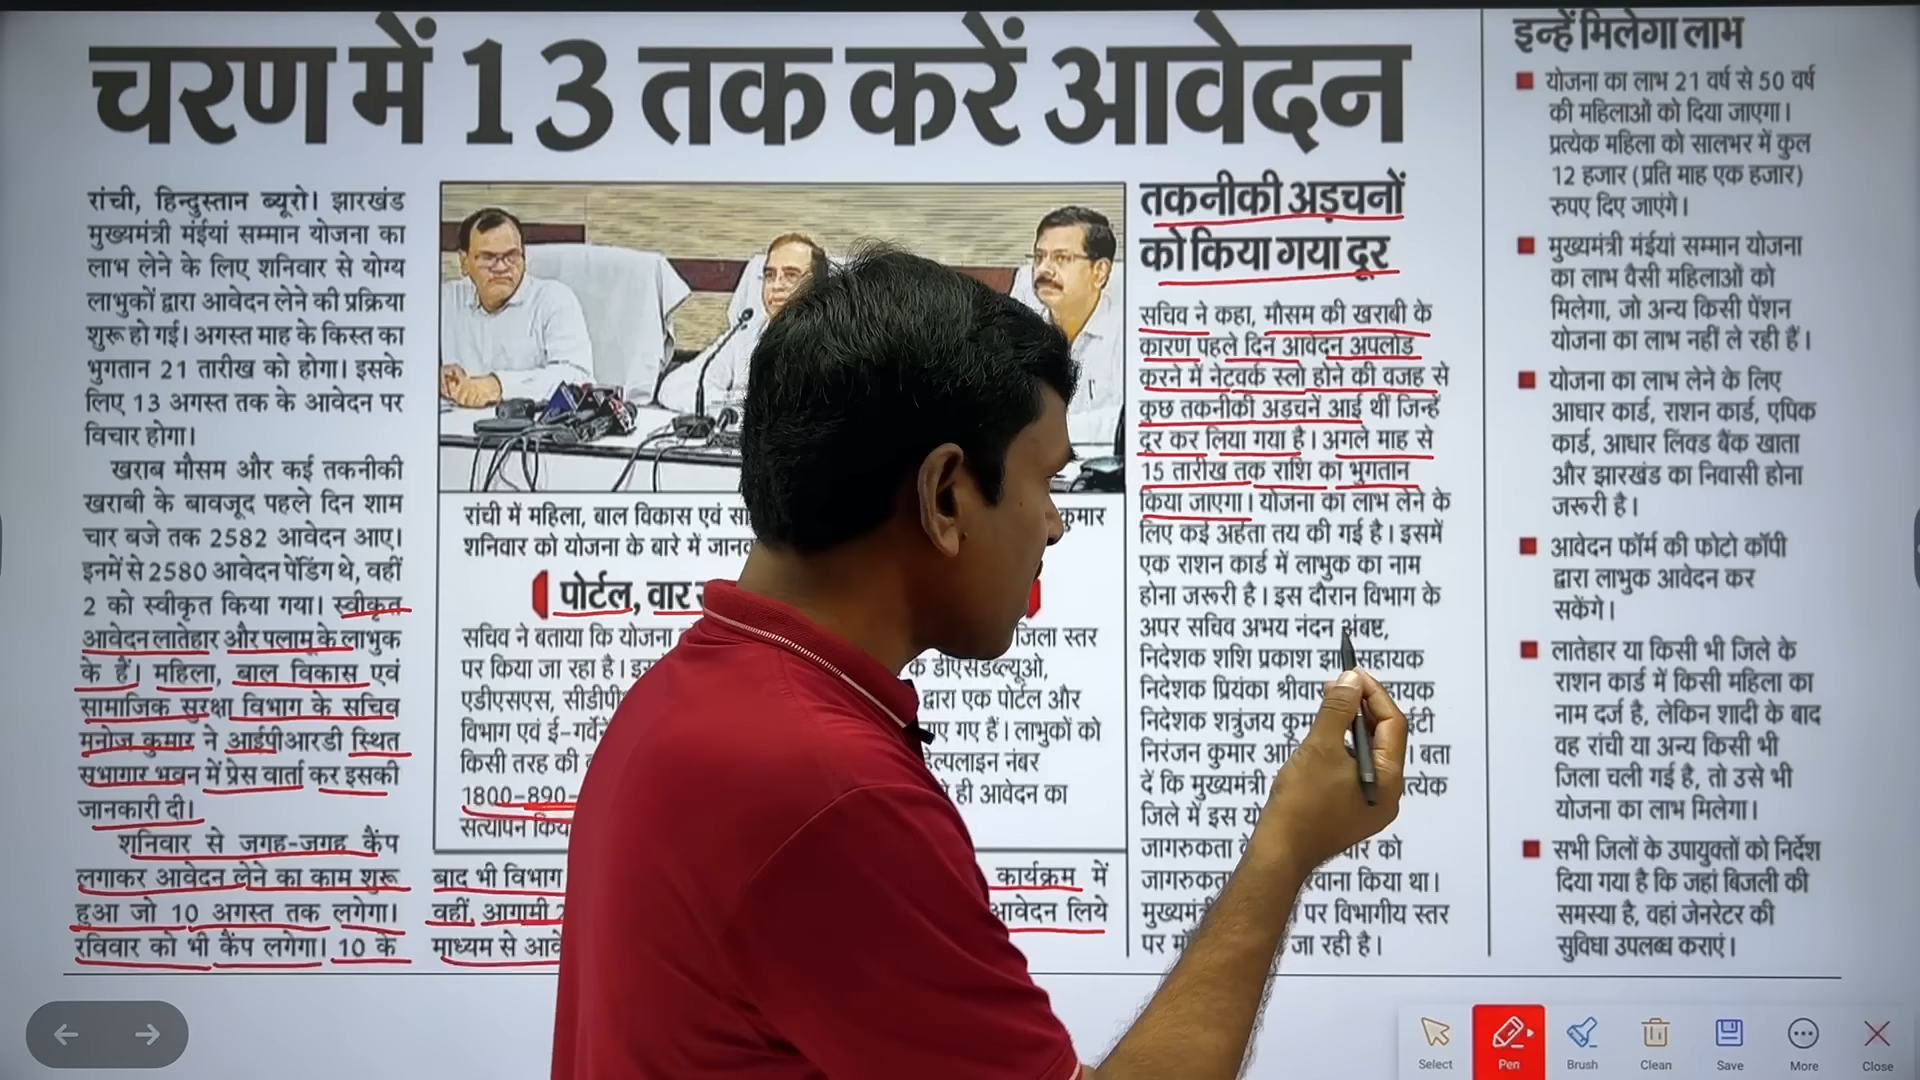 चरण में 13 तक करें आवेदन
रांची, हिन्दुस्तान ब्यूरो। झारखंड
मुख्यमंत्री मंईयां सम्मान योजना का
लाभ लेने के लिए शनिवार से योग्य
लाभुकों द्वारा आवेदन लेने की प्रक्रिया
शुरू हो गई। अगस्त माह के किस्त का
भुगतान 21 तारीख को होगा। इसके
लिए 13 अगस्त तक के आवेदन पर
विचार होगा।
खराब मौसम और कई तकनीकी
खराबी के बावजूद पहले दिन शाम
चार बजे तक 2582 आवेदन आए।
इनमें से 2580 आवेदन पेंडिंग थे, वहीं
2 को स्वीकृत किया गया। स्वीकृत
आवेदन लातेहार और पलामू के लाभुक
के हैं। महिला, बाल विकास एवं
सामाजिक सुरक्षा विभाग के सचिव
मनोज कुमार ने आईपीआरडी स्थित
सभागार भवन में प्रेस वार्ता कर इसकी
जानकारी दी।
शनिवार से जगह-जगह कैंप
लगाकर आवेदन लेने का काम शुरू
हुआ जो 10 अगस्त तक लगेगा।
रविवार को भी कैंप लगेगा। 10 के
रांची में महिला, बाल विकास एवं कुमार
शनिवार को योजना के बारे में
पोर्टल, वार
सचिव ने बताया कि योजना जिला स्तर
पर किया जा रहा है। के डीएसडब्ल्यूओ,
एडीएसएस, द्वारा एक पोर्टल और
विभाग एवं गए हैं। लाभुकों को
किसी तरह की हेल्पलाइन नंबर
1800-890- ही आवेदन का
सत्यापन
बाद भी विभाग कार्यक्रम में
वहीं, आगामी आवेदन लिये
माध्यम से
तकनीकी अड़चनों
को किया गया दूर
सचिव ने कहा, मौसम की खराबी के
कारण पहले दिन आवेदन अपलोड
करने में नेटवर्क स्लो होने की वजह से
कुछ तकनीकी अड़चनें आई थीं जिन्हें
दूर कर लिया गया है। अगले माह से
15 तारीख तक राशि का भुगतान
किया जाएगा। योजना का लाभ लेने के
लिए कई अर्हता तय की गई है। इसमें
एक राशन कार्ड में लाभुक का नाम
होना जरूरी है। इस दौरान विभाग के
अपर सचिव अभय नंदन अंबष्ट,
निदेशक शशि प्रकाश झा, सहायक
निदेशक प्रियंका
निदेशक शत्रुंजय
निरंजन कुमार । बता
दें कि मुख्यमंत्री
जिले में इस
जागरुकता को
जागरुकता रवाना किया था।
पर विभागीय स्तर
पर जा रही है।
इन्हें मिलेगा लाभ
योजना का लाभ 21 वर्ष से 50 वर्ष
की महिलाओं को दिया जाएगा।
प्रत्येक महिला को सालभर में कुल
12 हजार (प्रति माह एक हजार)
रुपए दिए जाएंगे।
मुख्यमंत्री मंईयां सम्मान योजना
का लाभ वैसी महिलाओं को
मिलेगा, जो अन्य किसी पेंशन
योजना का लाभ नहीं ले रही हैं।
योजना का लाभ लेने के लिए
आधार कार्ड, राशन कार्ड, एपिक
कार्ड, आधार लिंक्ड बैंक खाता
और झारखंड का निवासी होना
जरूरी है।
आवेदन फॉर्म की फोटो कॉपी
द्वारा लाभुक आवेदन कर
सकेंगे।
लातेहार या किसी भी जिले के
राशन कार्ड में किसी महिला का
नाम दर्ज है, लेकिन शादी के बाद
वह रांची या अन्य किसी भी
जिला चली गई है, तो उसे भी
योजना का लाभ मिलेगा।
सभी जिलों के उपायुक्तों को निर्देश
दिया गया है कि जहां बिजली की
समस्या है, वहां जेनरेटर की
सुविधा उपलब्ध कराएं।
Select Pen Brush Clean Save More Close